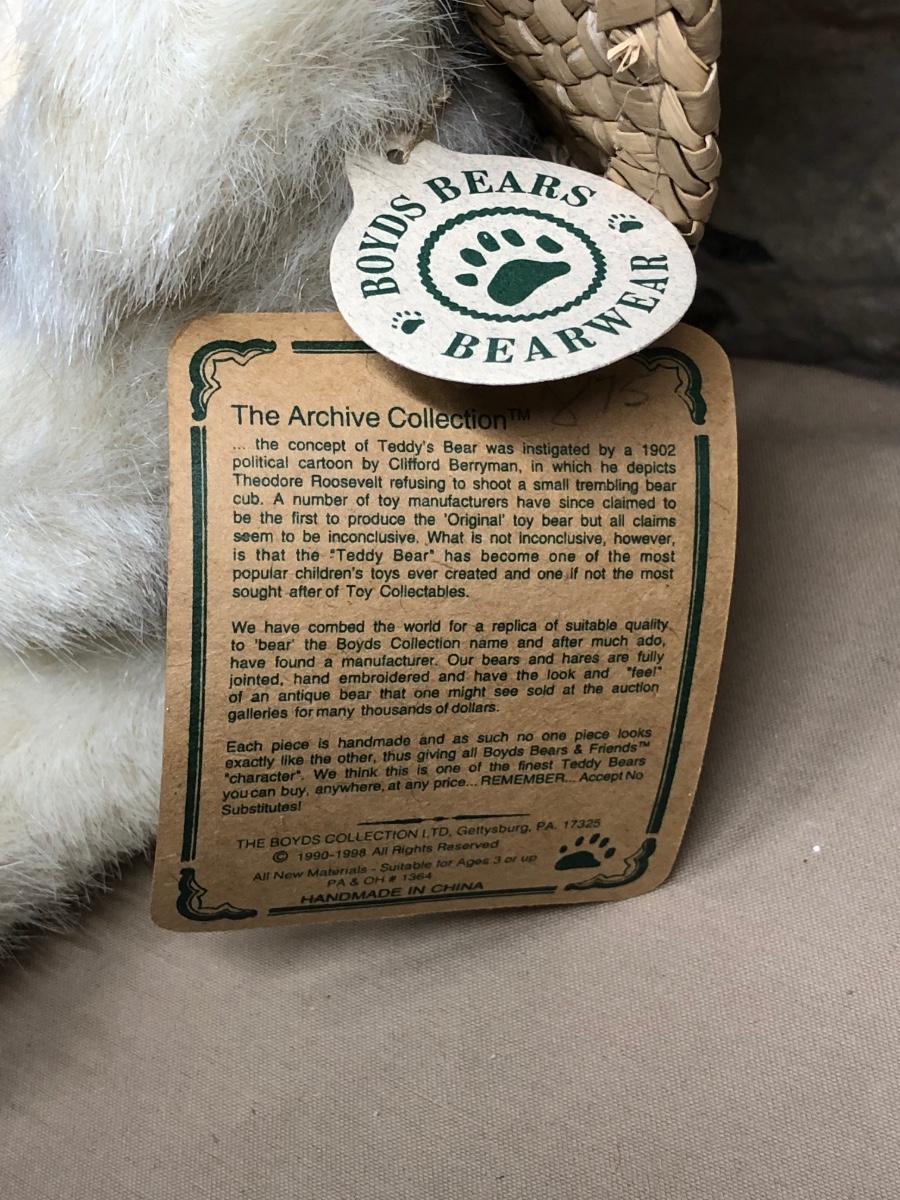 BOYDS BEARS
BEARWEAR
875
The Archive Collection™
... the concept of Teddy's Bear was instigated by a 1902
political cartoon by Clifford Berryman, in which he depicts
Theodore Roosevelt refusing to shoot a small trembling bear
cub. A number of toy manufacturers have since claimed to
be the first to produce the 'Original' toy bear but all claims
seem to be inconclusive. What is not inconclusive, however,
is that the "Teddy Bear" has become one of the most
popular children's toys ever created and one if not the most
sought after of Toy Collectables.
We have combed the world for a replica of suitable quality
to 'bear' the Boyds Collection name and after much ado,
have found a manufacturer. Our bears and hares are fully
jointed, hand embroidered and have the look and "feel"
of an antique bear that one might see sold at the auction
galleries for many thousands of dollars.
Each piece is handmade and as such no one piece looks
exactly like the other, thus giving all Boyds Bears & Friends™
"character". We think this is one of the finest Teddy Bears
you can buy, anywhere, at any price... REMEMBER... Accept No
Substitutes!
THE BOYDS COLLECTION LTD, Gettysburg, PA. 17325
© 1990-1998 All Rights Reserved
All New Materials - Suitable for Ages 3 or up
PA & OH # 1364
HANDMADE IN CHINA